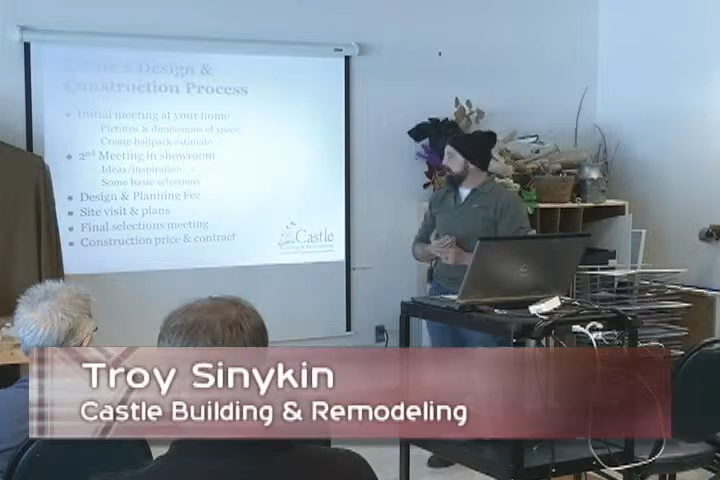 Design &
Construction Process
Initial meeting at your home
Pictures & dimensions of space
Create ballpark estimate
2nd Meeting in showroom
Ideas/inspiration
Some basic selections
Design & Planning Fee
Site visit & plans
Final selections meeting
Construction price & contract
Castle
Troy Sinykin
Castle Building & Remodeling